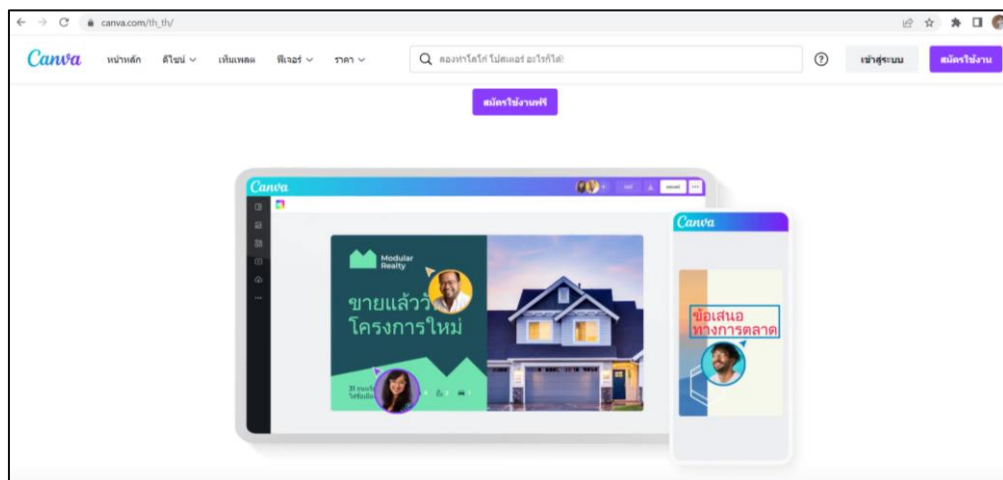 canva.com/th_th/
Canva หน้าหลัก ดีไซน์ เท็มเพลต ฟีเจอร์ ราคา ลองหาโลโก้ โปสเตอร์ อะไรก็ได้! เข้าสู่ระบบ สมัครใช้งาน
สมัครใช้งานฟรี
Canva
Canva
Modular
Realty
ขายแล้ววั
โครงการใหม่
ข้อเสนอ
ทางการตลาด